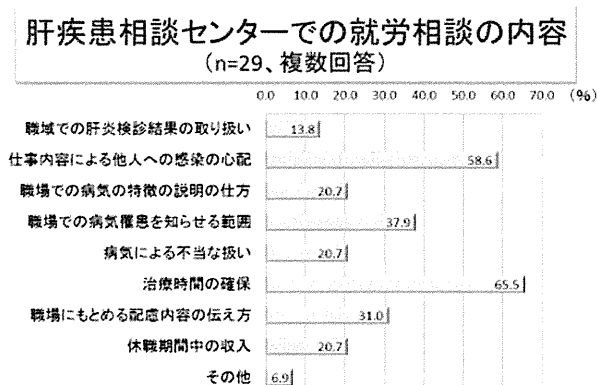 肝疾患相談センターでの就労相談の内容
（n=29、複数回答）
0.0 10.0 20.0 30.0 40.0 50.0 60.0 70.0 （%）
職域での肝炎検診結果の取り扱い 13.8
仕事内容による他人への感染の心配 58.6
職場での病気の特徴の説明の仕方 20.7
職場での病気罹患を知らせる範囲 37.9
病気による不当な扱い 20.7
治療時間の確保 65.5
職場にもとめる配慮内容の伝え方 31.0
休職期間中の収入 20.7
その他 6.9